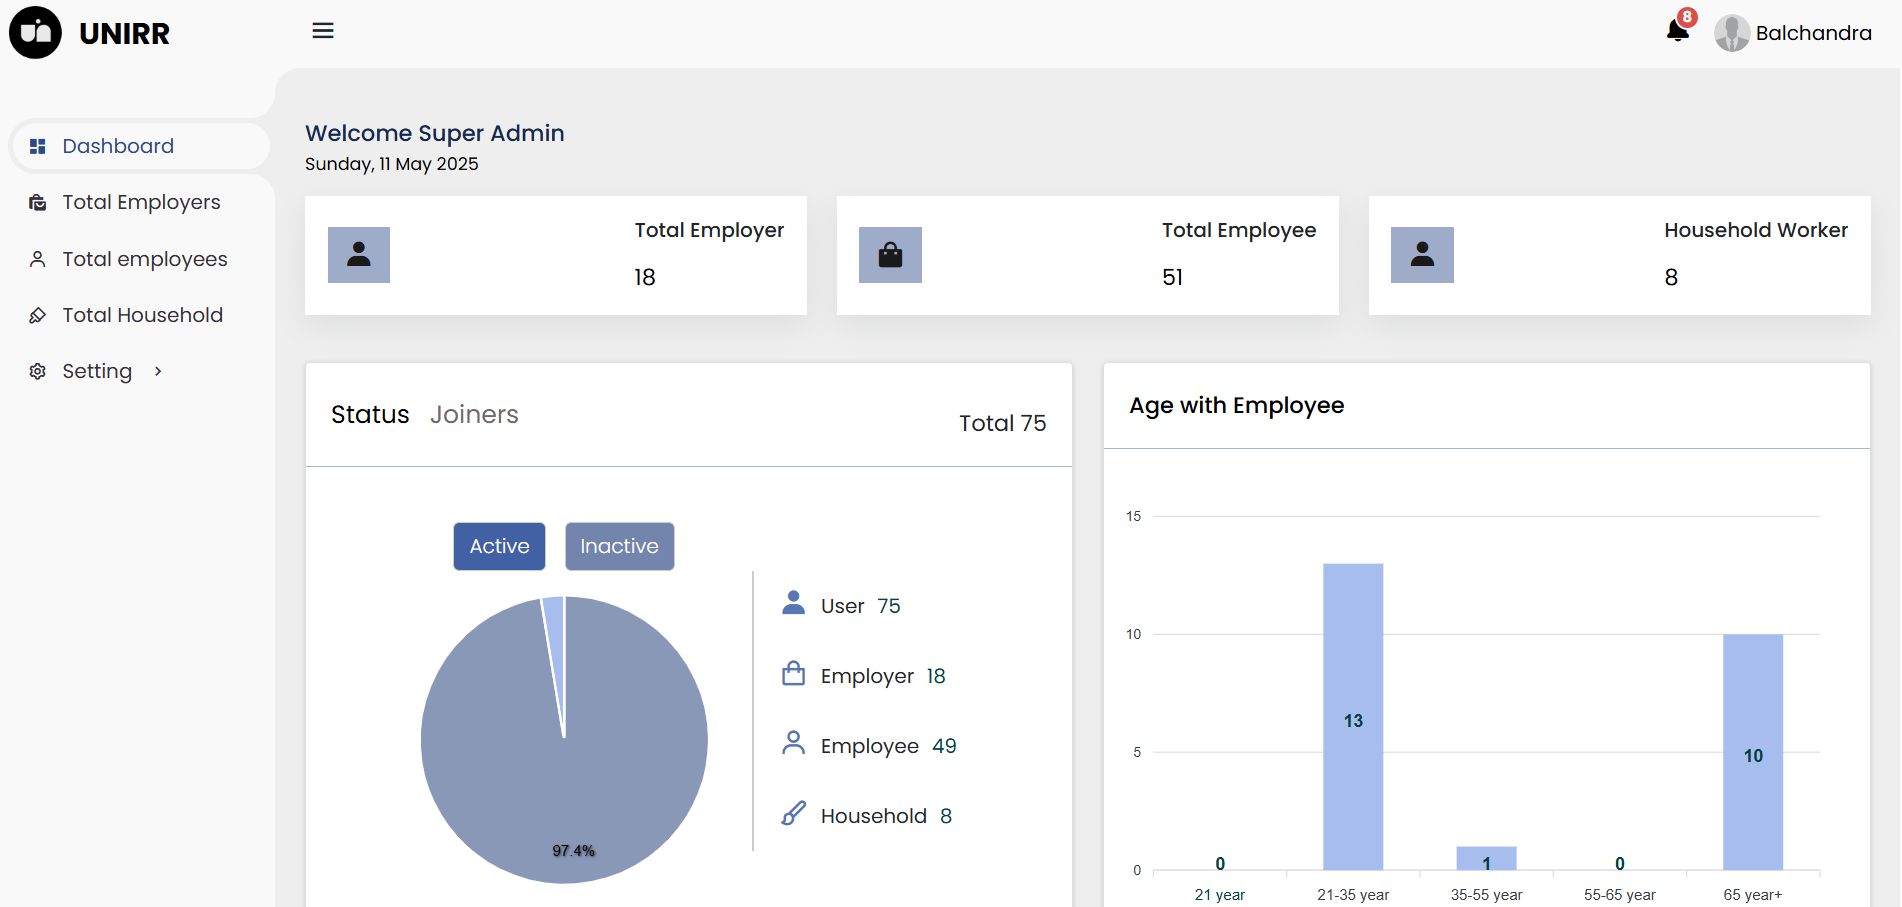 UNIRR
8
Balchandra
Dashboard
Total Employers
Total employees
Total Household
Setting
Welcome Super Admin
Sunday, 11 May 2025
Total Employer
18
Total Employee
51
Household Worker
8
Status Joiners
Total 75
Active Inactive
97.4%
User 75
Employer 18
Employee 49
Household 8
Age with Employee
15
10
5
0
0
13
1
0
10
21 year 21-35 year 35-55 year 55-65 year 65 year+